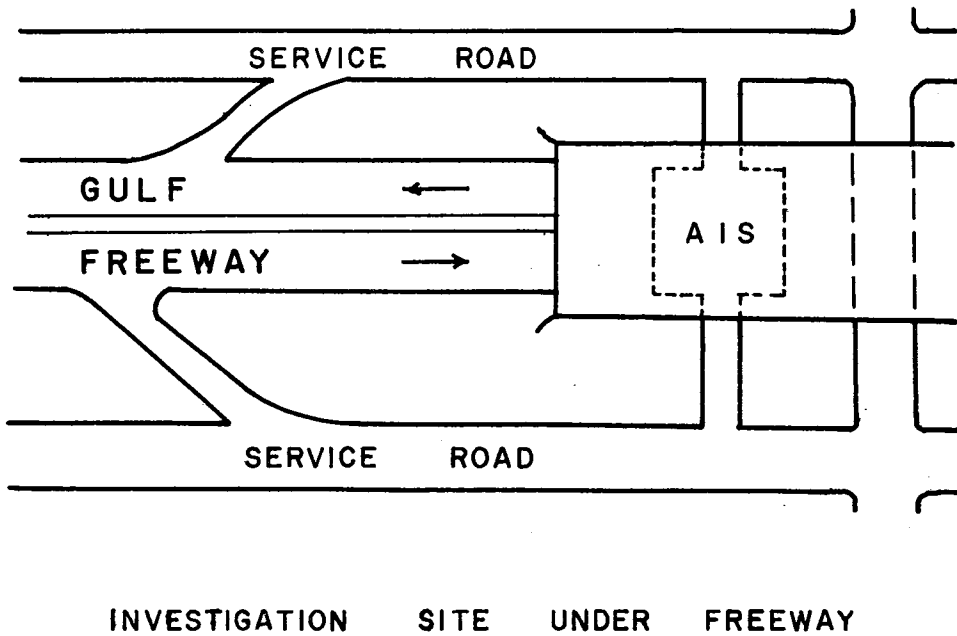 SERVICE ROAD
GULF
FREEWAY
AIS
SERVICE ROAD
INVESTIGATION SITE UNDER FREEWAY